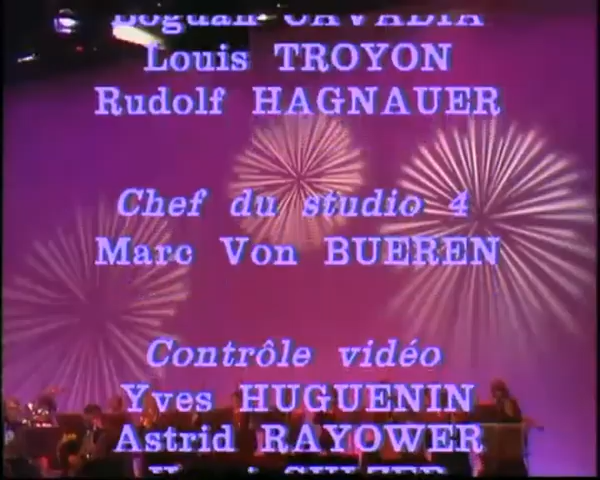 Louis TROYON
Rudolf HAGNAUER
Chef du studio 4
Marc Von BUEREN
Contrôle vidéo
Yves HUGUENIN
Astrid RAYOWER